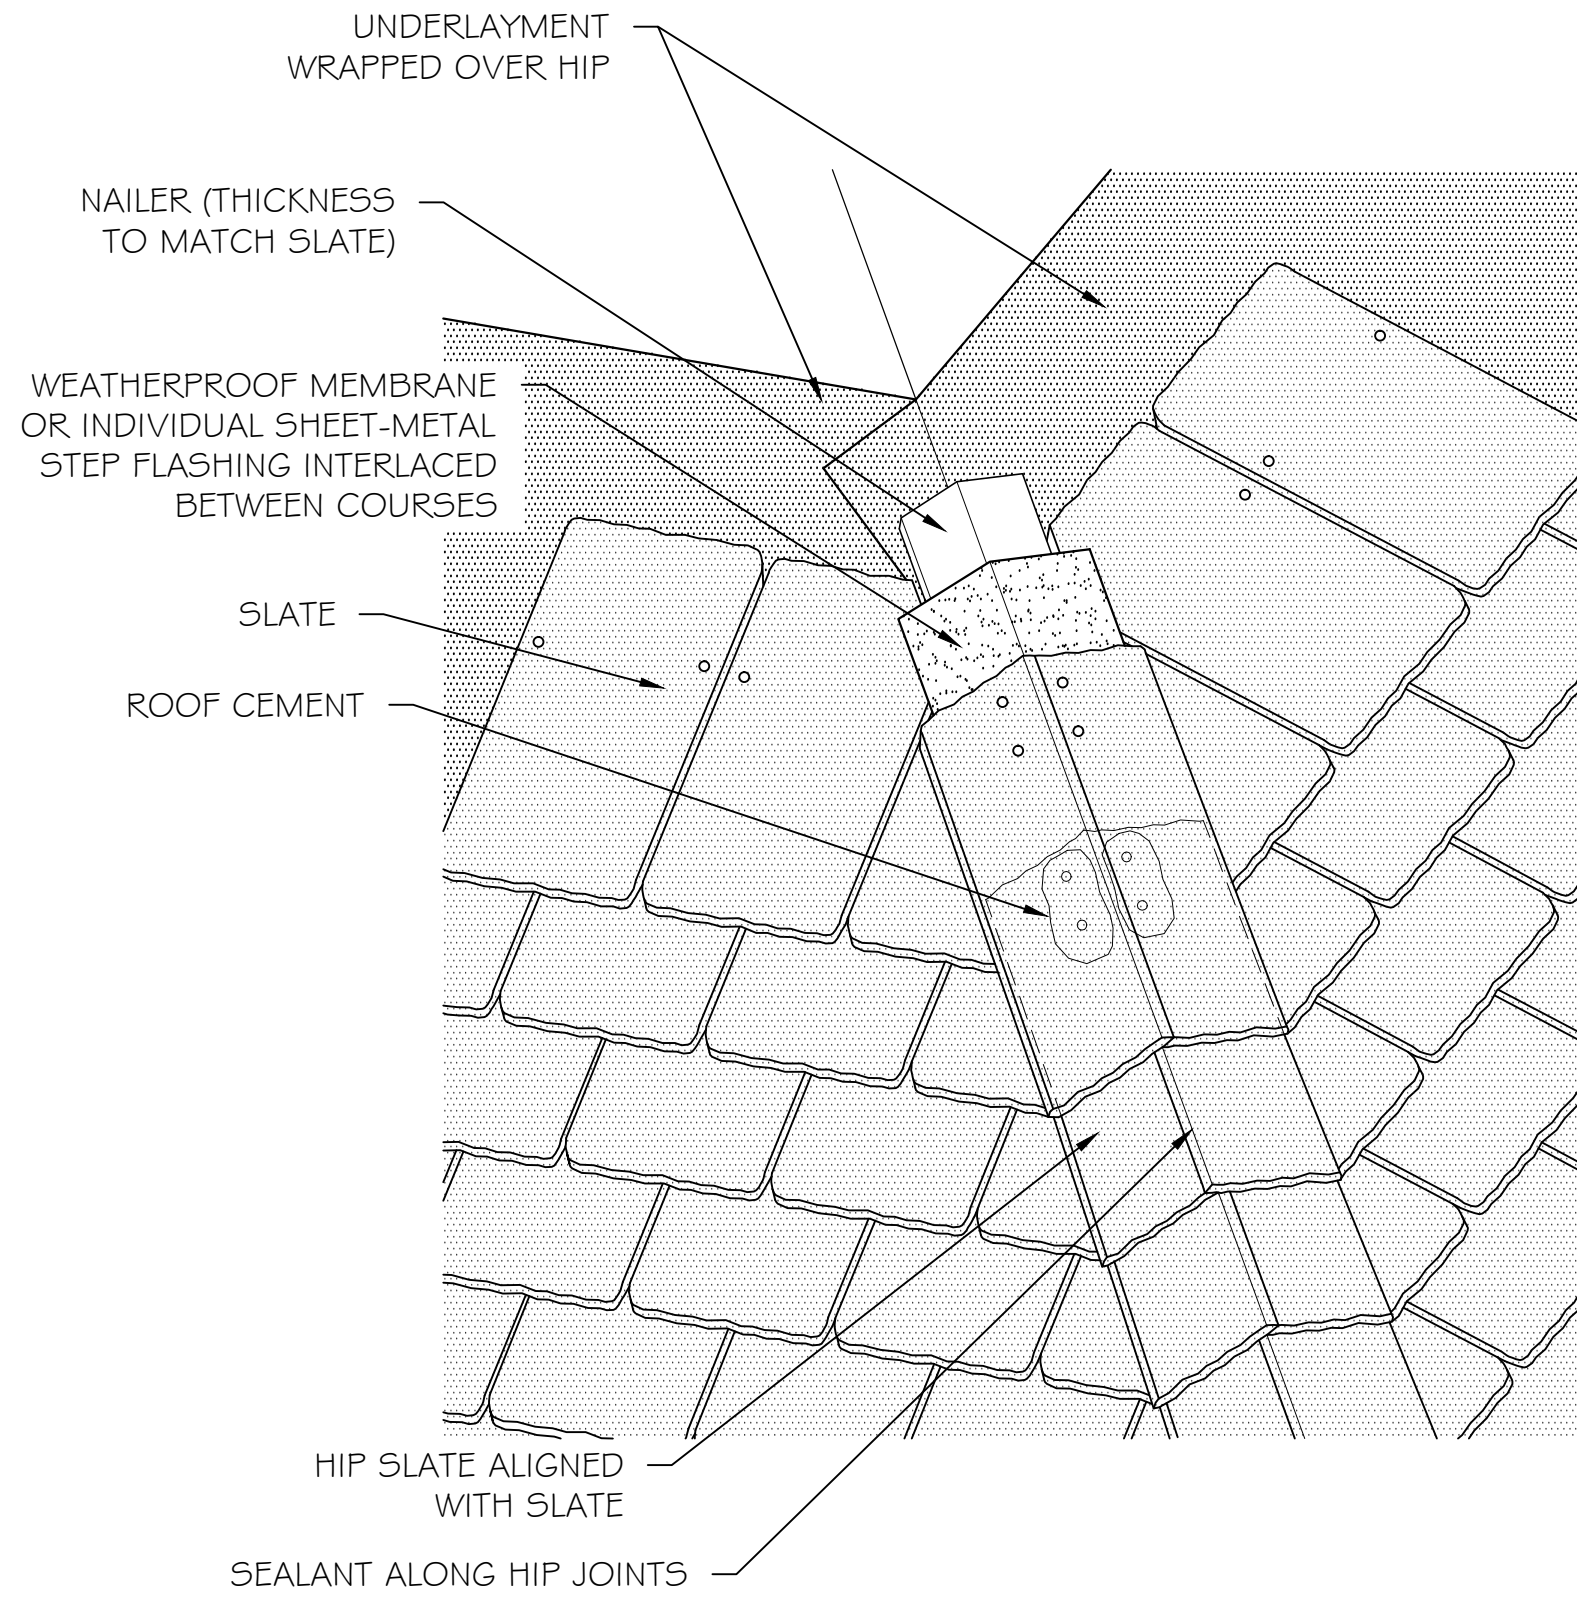 UNDERLAYMENT
WRAPPED OVER HIP
NAILER (THICKNESS
TO MATCH SLATE)
WEATHERPROOF MEMBRANE
OR INDIVIDUAL SHEET-METAL
STEP FLASHING INTERLACED
BETWEEN COURSES
SLATE
ROOF CEMENT
HIP SLATE ALIGNED
WITH SLATE
SEALANT ALONG HIP JOINTS